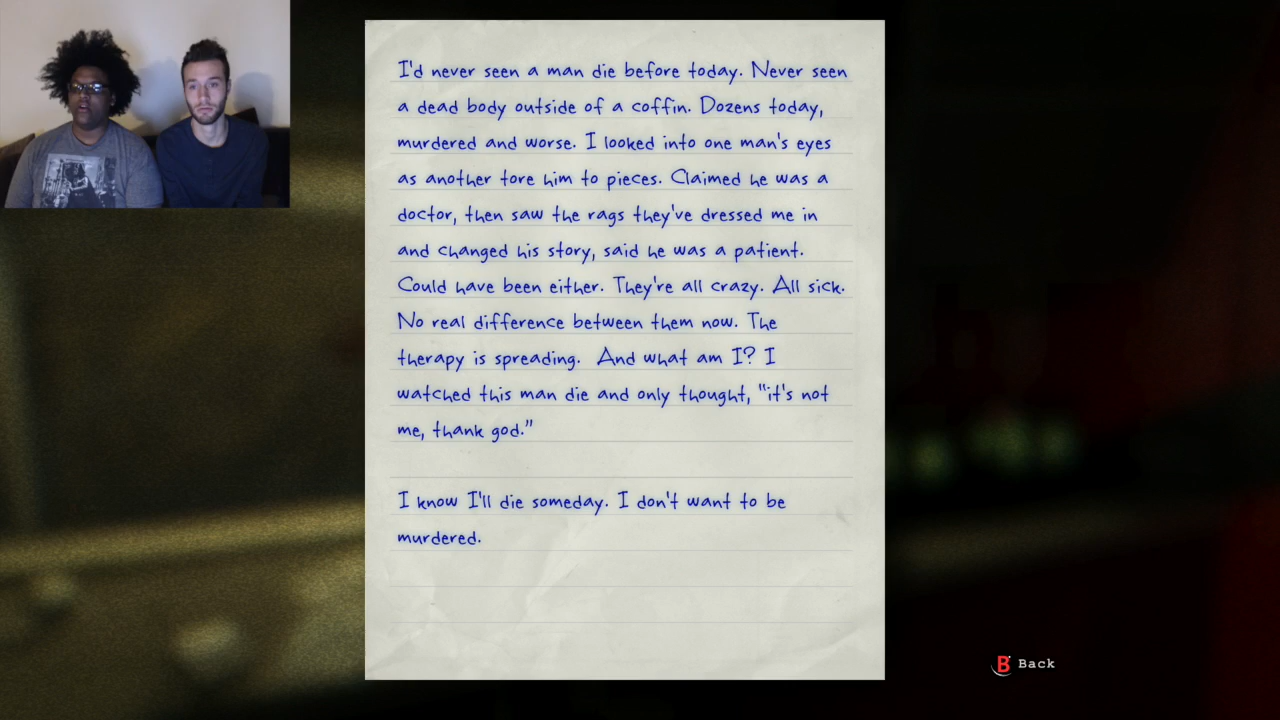 I'd never seen a man die before today. Never seen
a dead body outside of a coffin. Dozens today,
murdered and worse. I looked into one man's eyes
as another tore him to pieces. Claimed he was a
doctor, then saw the rags they've dressed me in
and changed his story, said he was a patient.
Could have been either. They're all crazy. All sick.
No real difference between them now. The
therapy is spreading. And what am I? I
watched this man die and only thought, "it's not
me, thank god."
I know I'll die someday. I don't want to be
murdered.
B Back